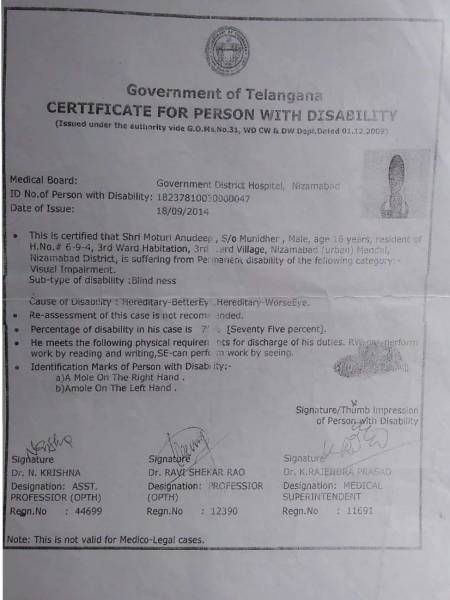 Government of Telangana
CERTIFICATE FOR PERSON WITH DISABILITY
(Issued under the authority vide G.O.Ms.No.31, WD CW & DW Dept.Dated 01.12.2009)
Medical Board: Government District Hospital, Nizamabad
ID No.of Person with Disability: 18237810050000047
Date of Issue: 18/09/2014
• This is certified that Shri Moturi Anudeep , S/o Munidher , Male, age 16 years, resident of
H.No.# 6-9-4, 3rd Ward Habitation, 3rd Ward Village, Nizamabad (urban) Mandal,
Nizamabad District, is suffering from Permanent disability of the following category:-
Visual Impairment.
Sub-type of disability :Blind ness
Cause of Disability : Hereditary-BetterEye ,Hereditary-WorseEye.
• Re-assessment of this case is not recommended.
• Percentage of disability in his case is [Seventy Five percent].
• He meets the following physical requirements for discharge of his duties. RW-can perform
work by reading and writing,SE-can perform work by seeing.
• Identification Marks of Person with Disability:-
a)A Mole On The Right Hand .
b)Amole On The Left Hand .
Signature/Thumb Impression
of Person with Disability
Signature Signature Signature
Dr. N. KRISHNA Dr. RAVI SHEKAR RAO Dr. K.RAJENDRA PRASAD
Designation: ASST. Designation: PROFESSIOR Designation: MEDICAL
PROFESSIOR (OPTH) (OPTH) SUPERINTENDENT
Regn.No : 44699 Regn.No : 12390 Regn.No : 11691
Note: This is not valid for Medico-Legal cases.